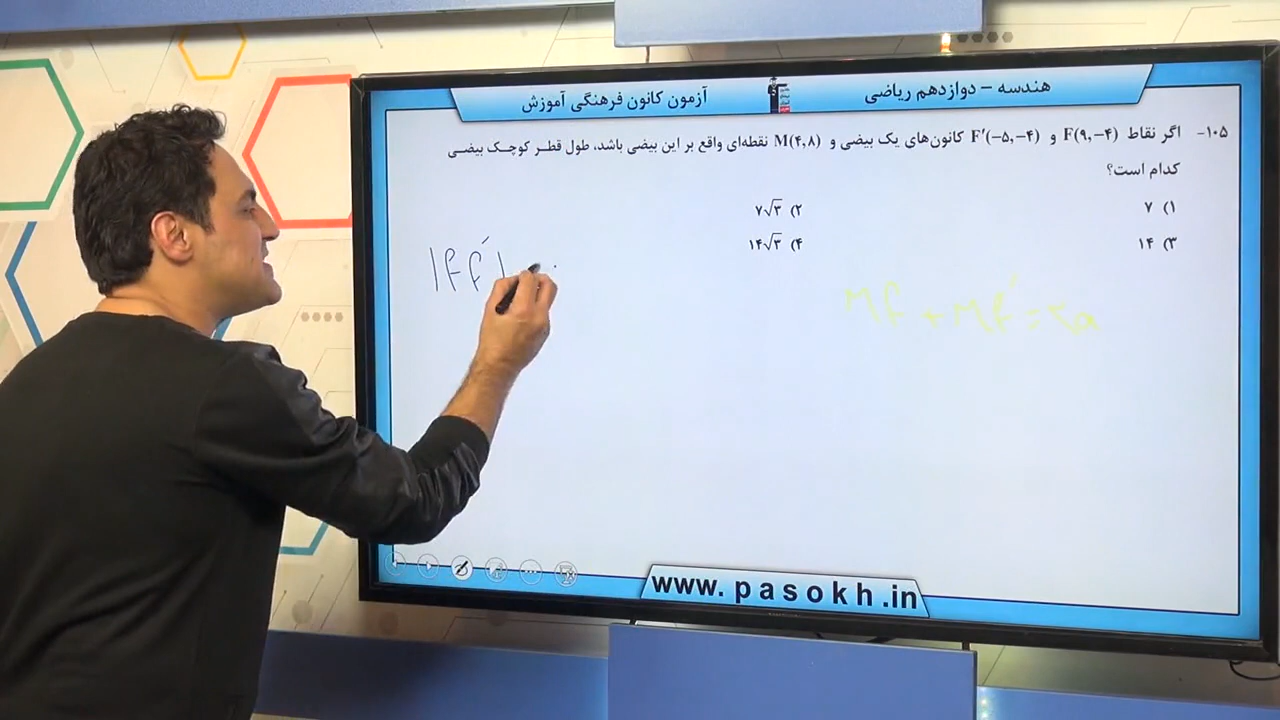 هندسه – دوازدهم ریاضی
آزمون کانون فرهنگی آموزش
۱۰۵- اگر نقاط F(۹,−۴) و F′(−۵,−۴) کانون‌های یک بیضی و M(۴,۸) نقطه‌ای واقع بر این بیضی باشد، طول قطر کوچک بیضی
کدام است؟
۱) ۷
۲) ۷√۳
۳) ۱۴
۴) ۱۴√۳
|FF′|
MF + MF′ = ۲a
www.pasokh.in